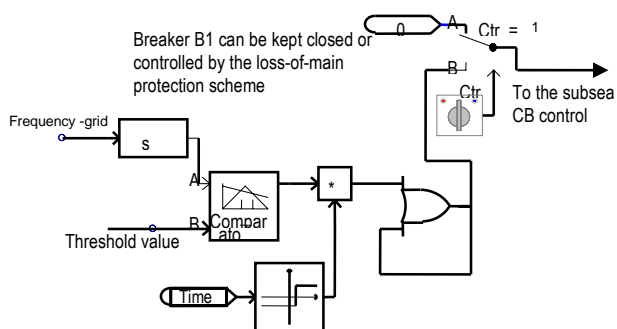 0
A
Ctr = 1
Breaker B1 can be kept closed or
controlled by the loss-of-main
protection scheme
B
Ctr
To the subsea
CB control
Frequency -grid
s
A
B
Compar
ato
Threshold value
*
Time